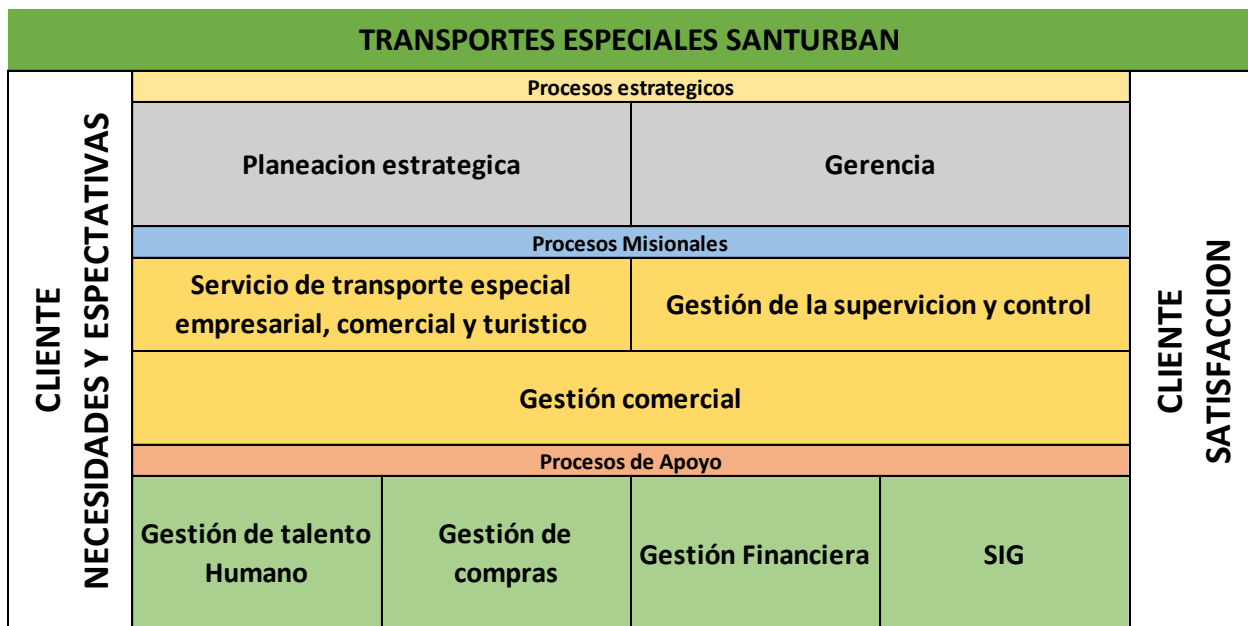 TRANSPORTES ESPECIALES SANTURBAN
CLIENTE
NECESIDADES Y ESPECTATIVAS
Procesos estrategicos
Planeacion estrategica
Gerencia
Procesos Misionales
Servicio de transporte especial
empresarial, comercial y turistico
Gestión de la supervicion y control
Gestión comercial
Procesos de Apoyo
Gestión de talento
Humano
Gestión de
compras
Gestión Financiera
SIG
CLIENTE
SATISFACCION